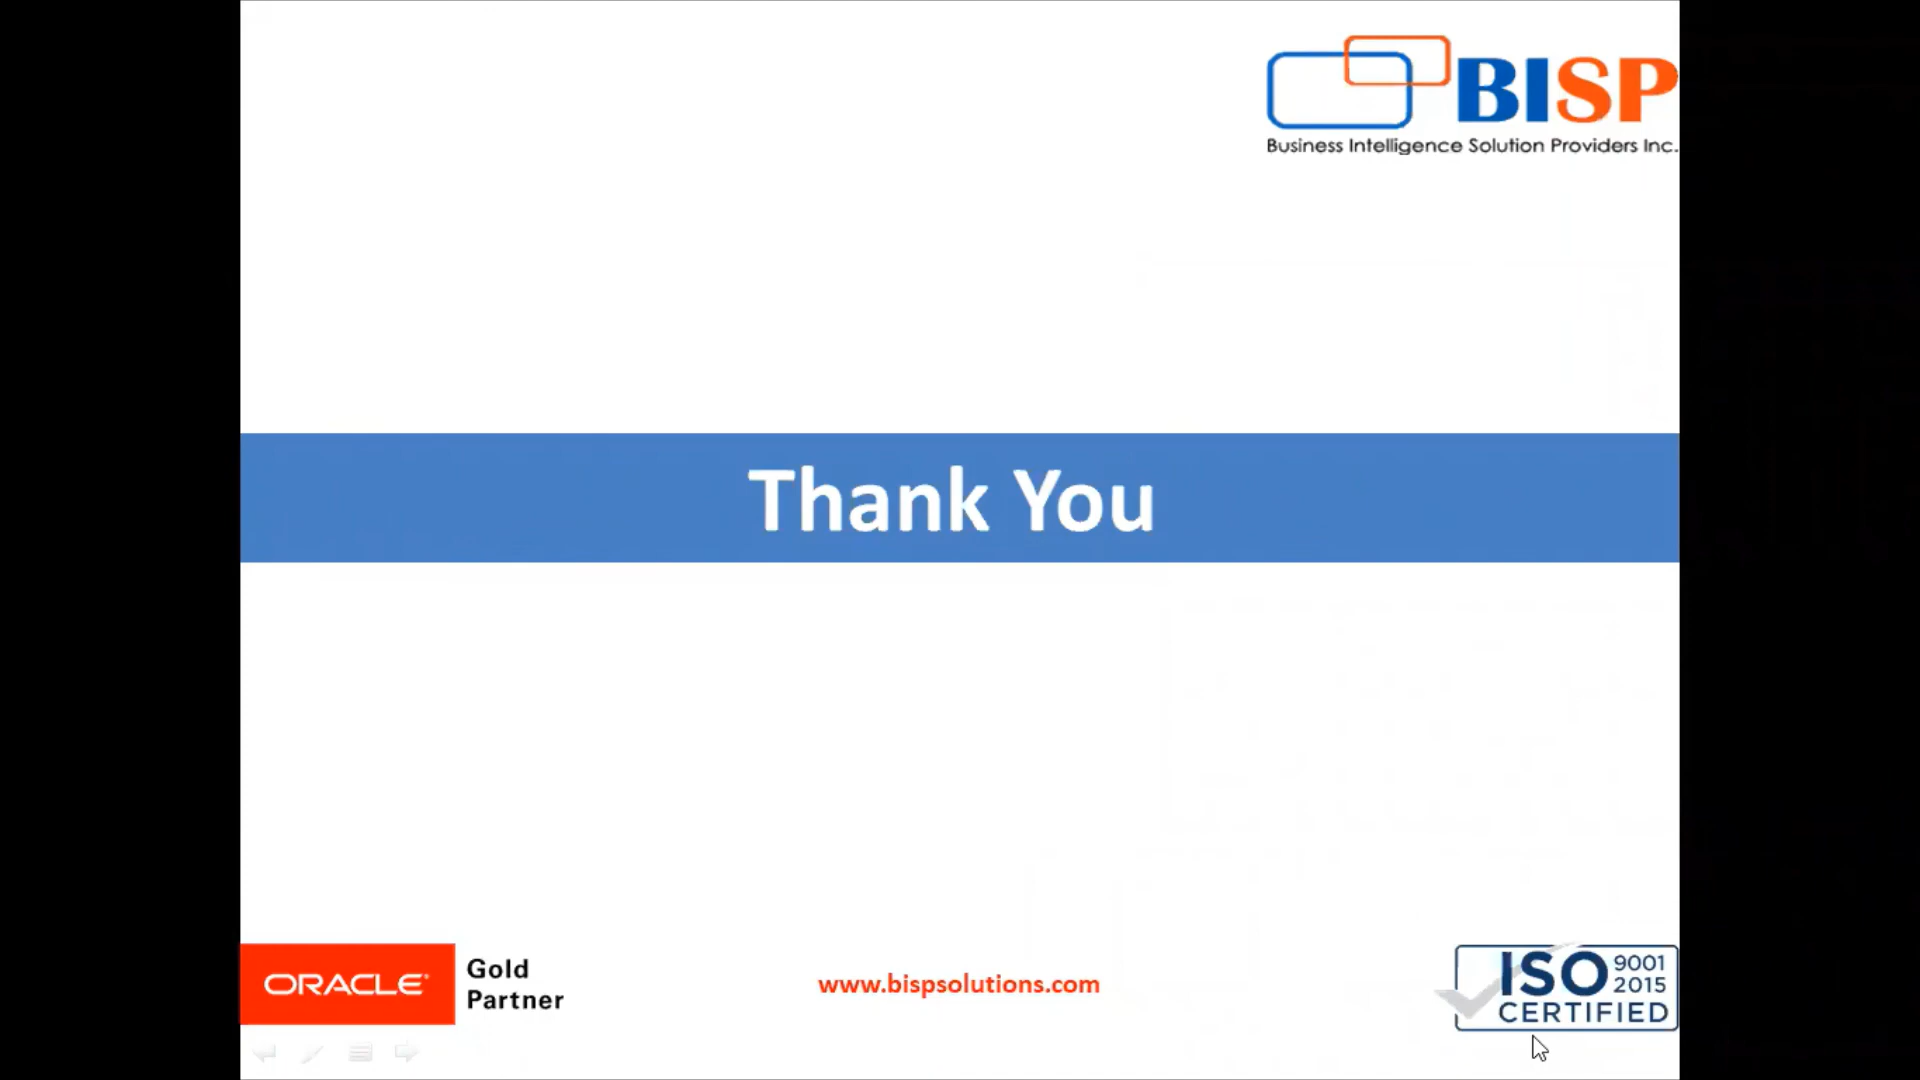 BISP
Business Intelligence Solution Providers Inc.
Thank You
ORACLE
Gold
Partner
www.bispsolutions.com
ISO 9001
2015
CERTIFIED